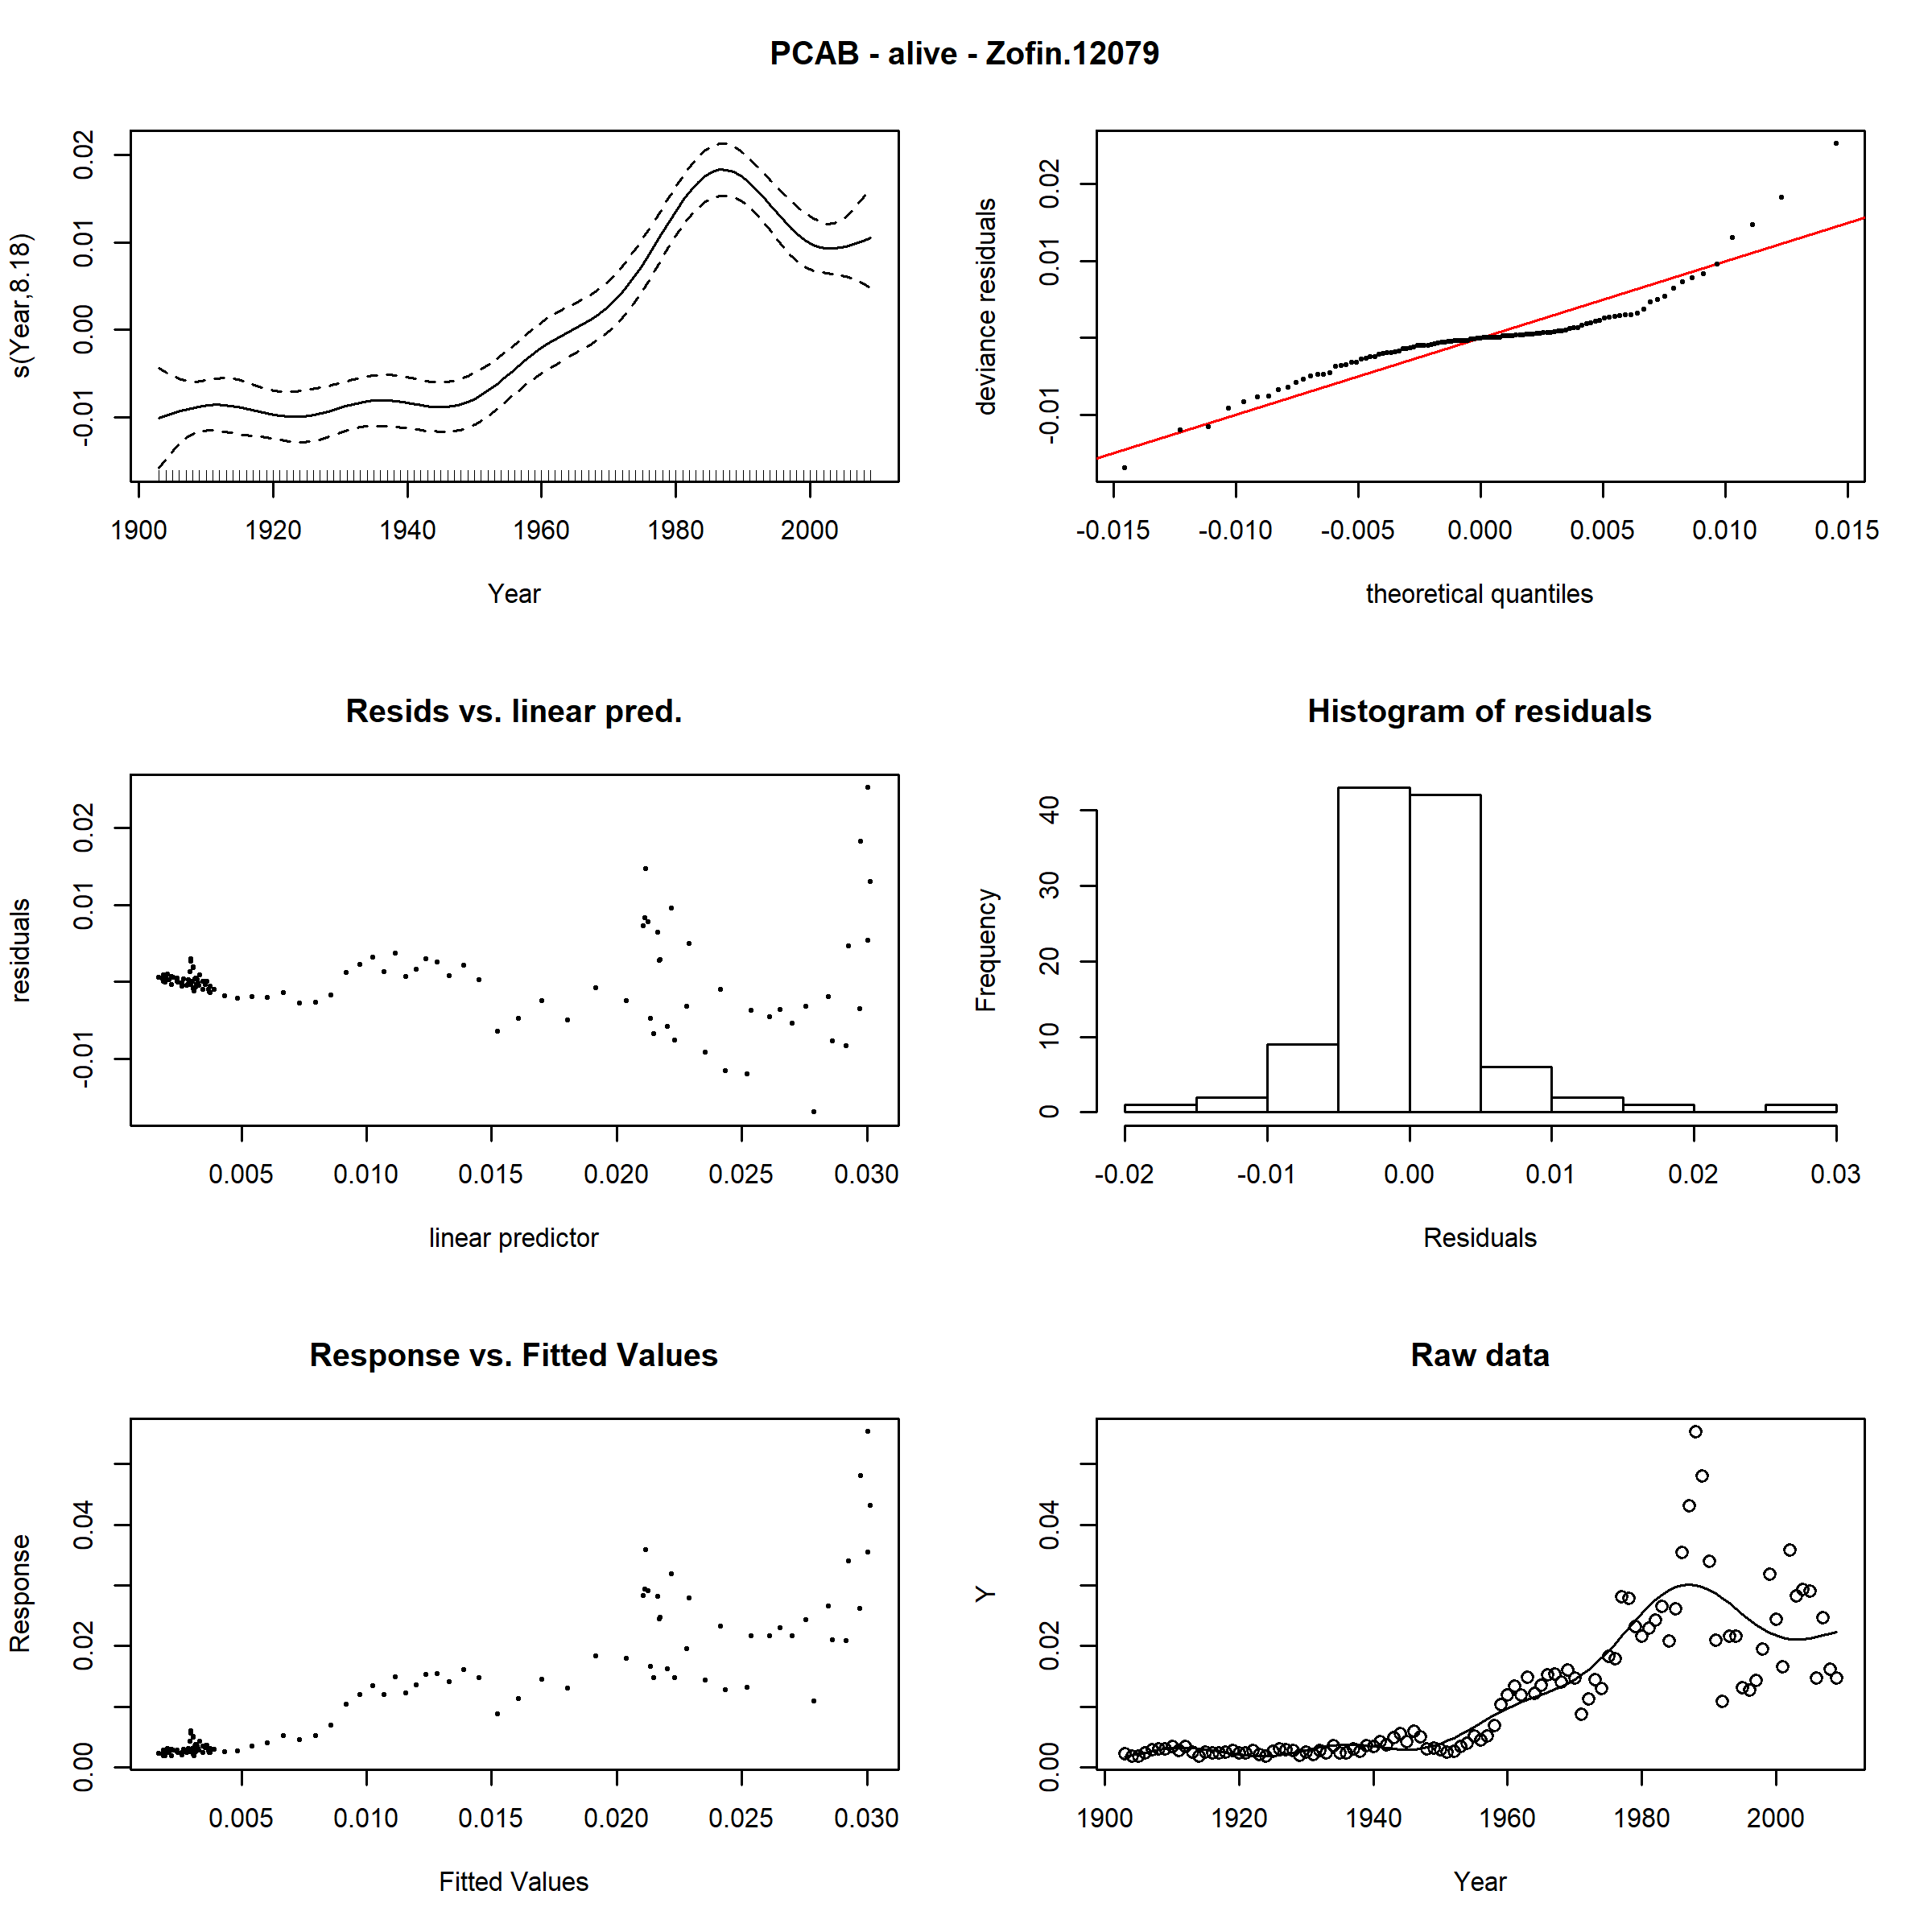 PCAB - alive - Zofin.12079
s(Year,8.18)
-0.01 0.00 0.01 0.02
1900 1920 1940 1960 1980 2000
Year
deviance residuals
-0.01 0.01 0.02
-0.015 -0.010 -0.005 0.000 0.005 0.010 0.015
theoretical quantiles
Resids vs. linear pred.
residuals
-0.01 0.01 0.02
0.005 0.010 0.015 0.020 0.025 0.030
linear predictor
Histogram of residuals
Frequency
0 10 20 30 40
-0.02 -0.01 0.00 0.01 0.02 0.03
Residuals
Response vs. Fitted Values
Response
0.00 0.02 0.04
0.005 0.010 0.015 0.020 0.025 0.030
Fitted Values
Raw data
Y
0.00 0.02 0.04
1900 1920 1940 1960 1980 2000
Year